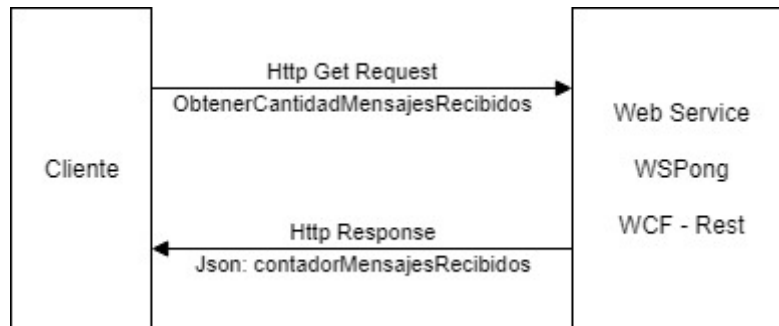 Cliente
Http Get Request
ObtenerCantidadMensajesRecibidos
Http Response
Json: contadorMensajesRecibidos
Web Service
WSPong
WCF - Rest